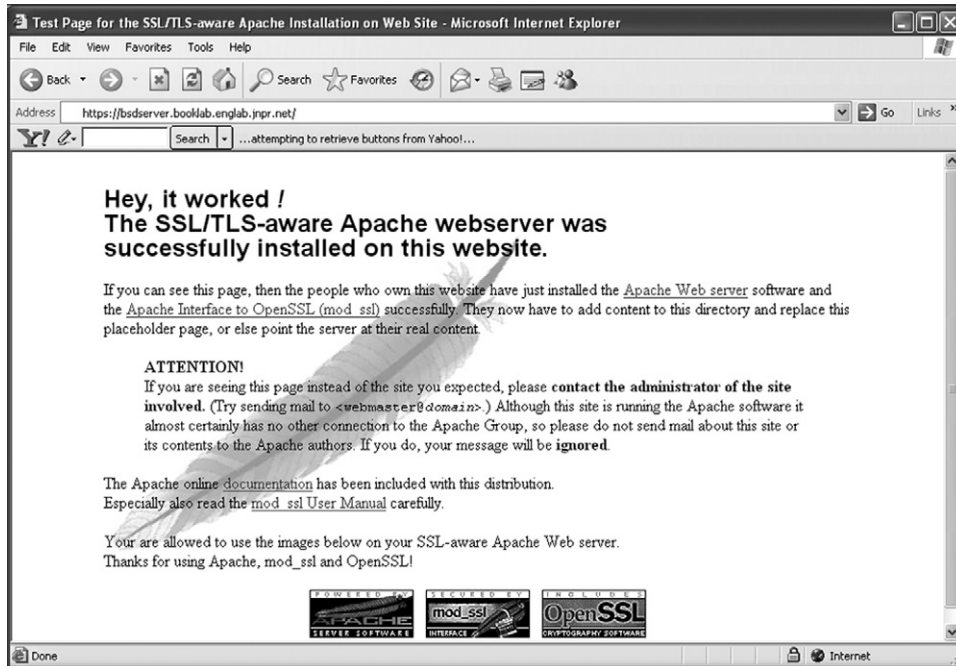 Test Page for the SSL/TLS-aware Apache Installation on Web Site - Microsoft Internet Explorer
File Edit View Favorites Tools Help
Back Search Favorites
Address https://bsdserver.booklab.englab.jnpr.net/ Go Links »
Y! Search ...attempting to retrieve buttons from Yahoo!...
Hey, it worked !
The SSL/TLS-aware Apache webserver was
successfully installed on this website.
If you can see this page, then the people who own this website have just installed the Apache Web server software and
the Apache Interface to OpenSSL (mod_ssl) successfully. They now have to add content to this directory and replace this
placeholder page, or else point the server at their real content.
ATTENTION!
If you are seeing this page instead of the site you expected, please contact the administrator of the site
involved. (Try sending mail to <webmaster@domain>.) Although this site is running the Apache software it
almost certainly has no other connection to the Apache Group, so please do not send mail about this site or
its contents to the Apache authors. If you do, your message will be ignored.
The Apache online documentation has been included with this distribution.
Especially also read the mod_ssl User Manual carefully.
Your are allowed to use the images below on your SSL-aware Apache Web server.
Thanks for using Apache, mod_ssl and OpenSSL!
POWERED BY SECURED BY INCLUDES
APACHE mod_ssl OpenSSL
SERVER SOFTWARE INTERFACE CRYPTOGRAPHY SOFTWARE
Done Internet